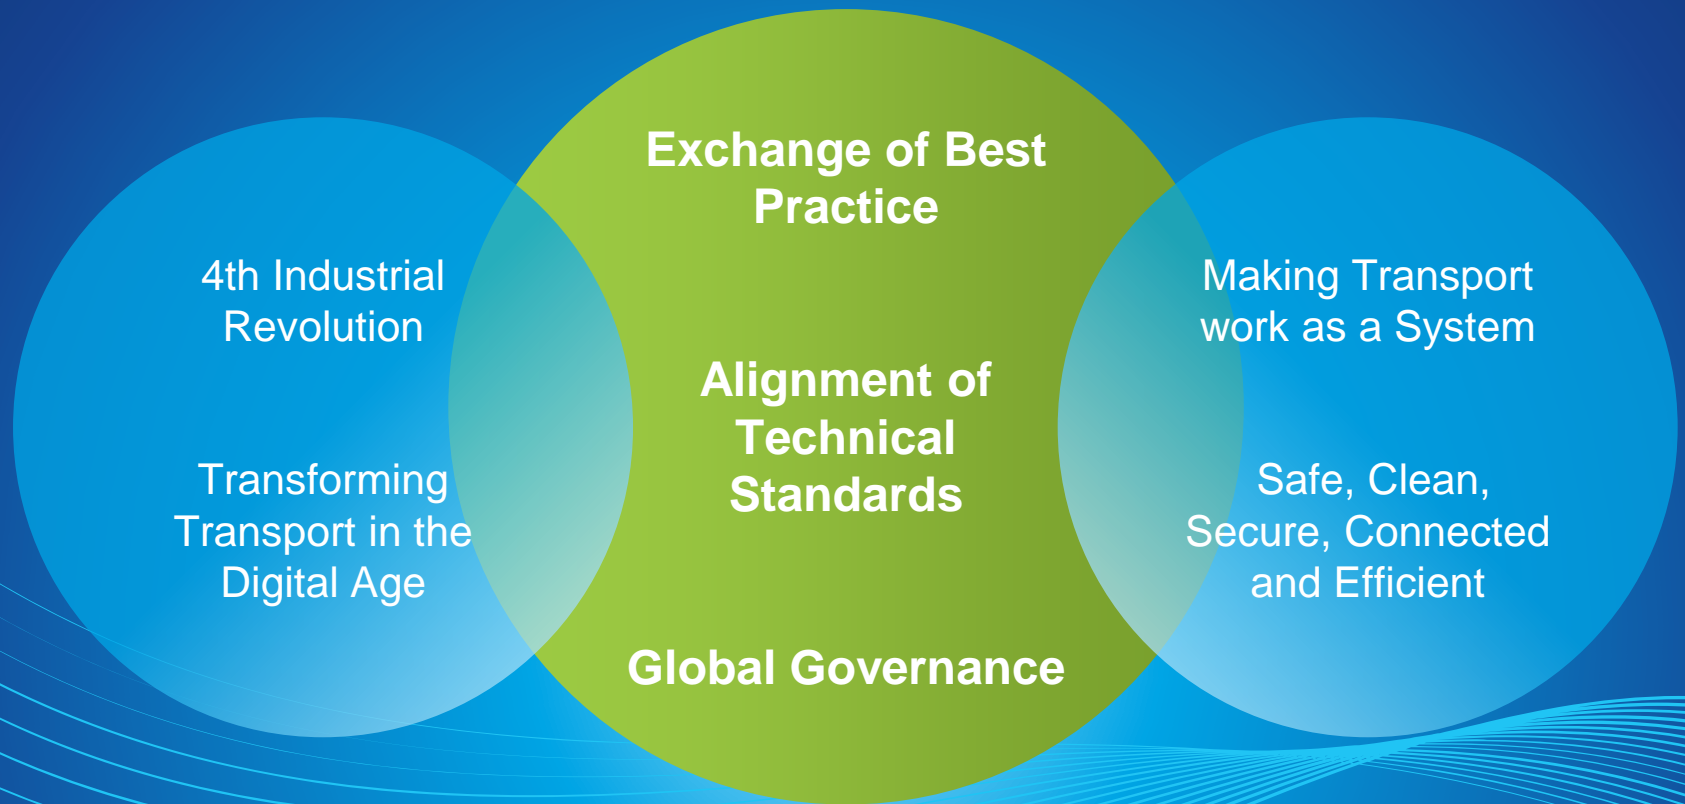 4th Industrial
Revolution
Transforming
Transport in the
Digital Age
Exchange of Best
Practice
Alignment of
Technical
Standards
Global Governance
Making Transport
work as a System
Safe, Clean,
Secure, Connected
and Efficient